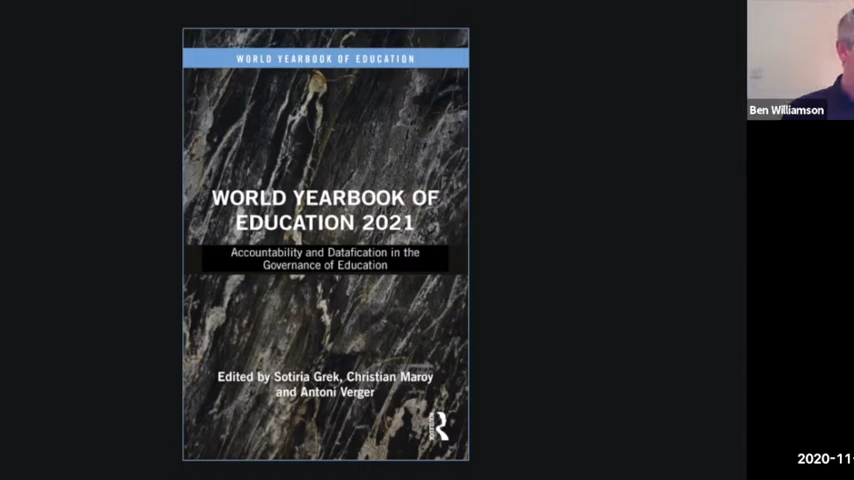 WORLD YEARBOOK OF EDUCATION
WORLD YEARBOOK OF
EDUCATION 2021
Accountability and Datafication in the
Governance of Education
Edited by Sotiria Grek, Christian Maroy
and Antoni Verger
ROUTLEDGE
Ben Williamson
2020-11-